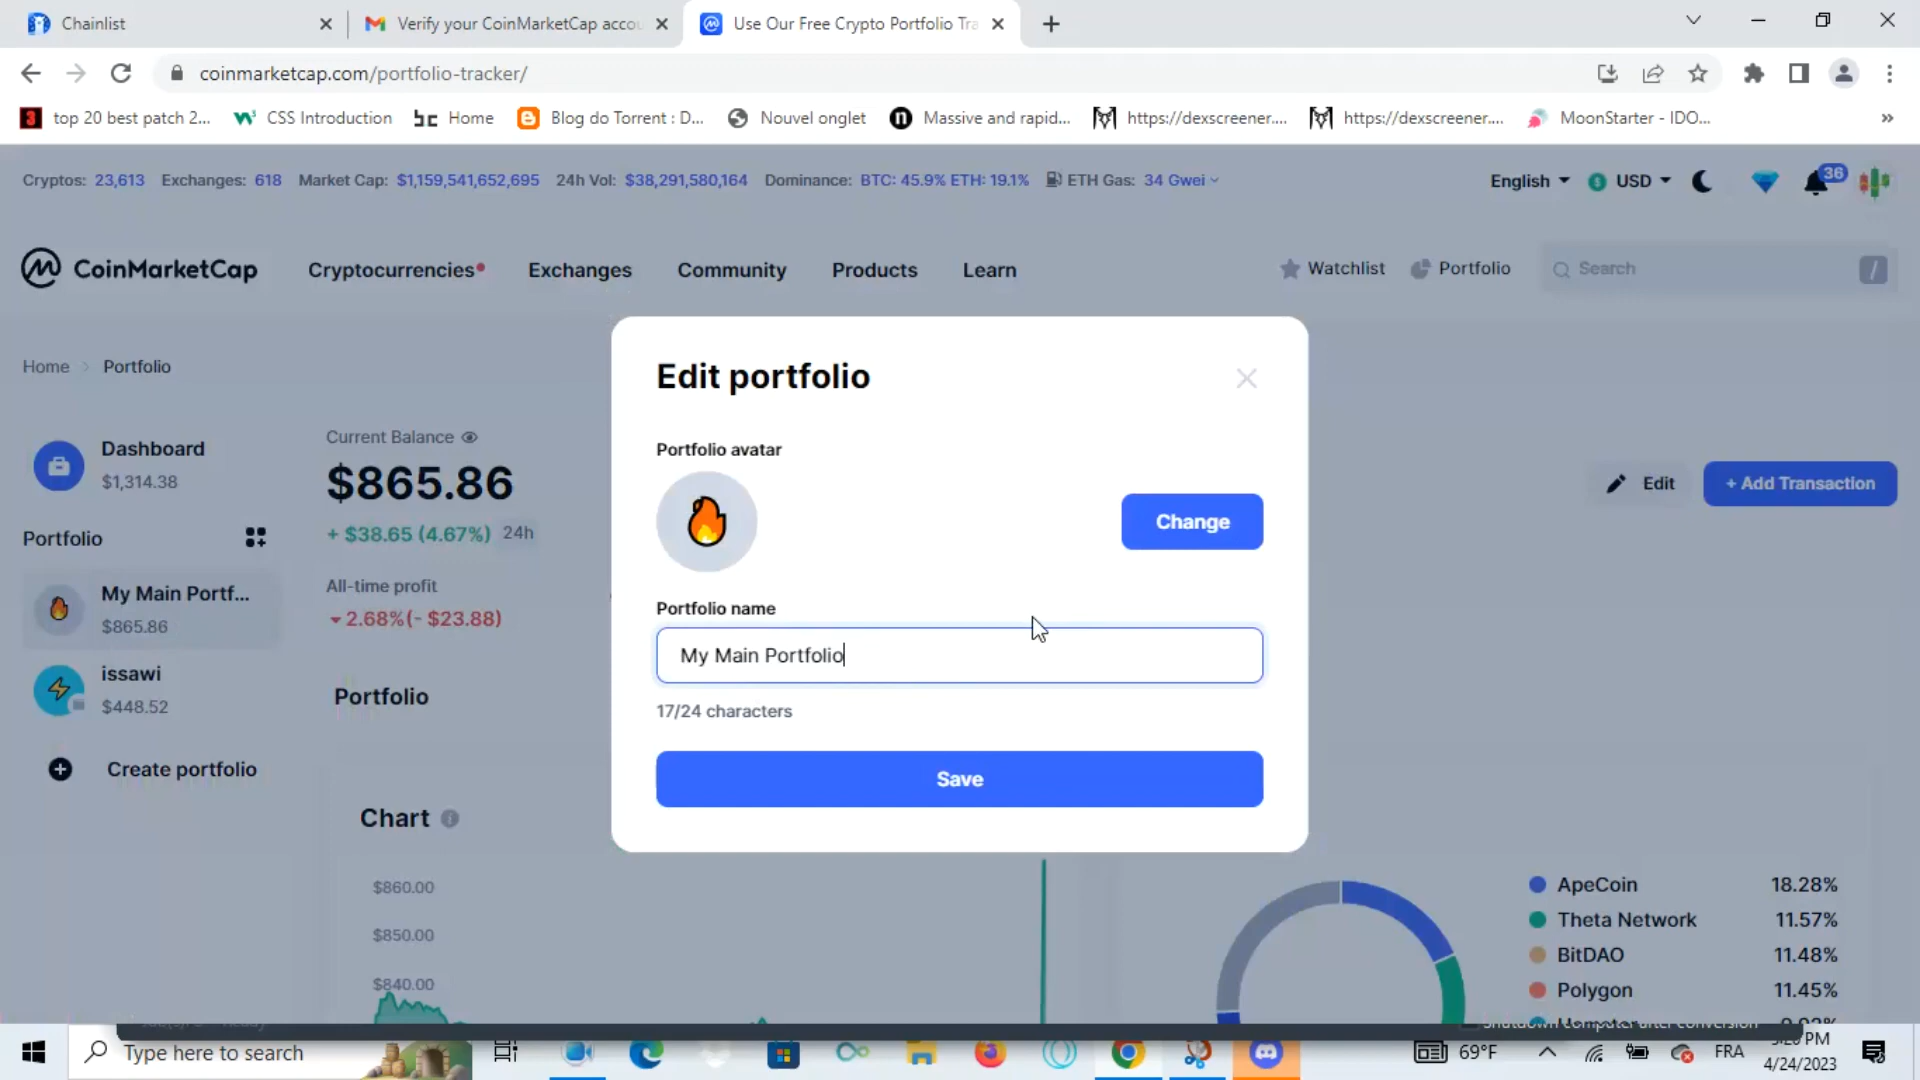 Chainlist
Verify your CoinMarketCap accou
Use Our Free Crypto Portfolio Tra
coinmarketcap.com/portfolio-tracker/
top 20 best patch 2...
CSS Introduction
Home
Blog do Torrent : D...
Nouvel onglet
Massive and rapid...
https://dexscreener....
https://dexscreener....
MoonStarter - IDO...
»
Cryptos: 23,613 Exchanges: 618 Market Cap: $1,159,541,652,695 24h Vol: $38,291,580,164 Dominance: BTC: 45.9% ETH: 19.1% ETH Gas: 34 Gwei
English USD 36
CoinMarketCap
Cryptocurrencies
Exchanges
Community
Products
Learn
Watchlist
Portfolio
Search /
Home > Portfolio
Dashboard
$1,314.38
Portfolio
My Main Portf...
$865.86
issawi
$448.52
Create portfolio
Current Balance
$865.86
+ $38.65 (4.67%) 24h
All-time profit
2.68%(- $23.88)
Portfolio
Chart
$860.00
$850.00
$840.00
Edit portfolio
Portfolio avatar
Change
Portfolio name
My Main Portfolio
17/24 characters
Save
Edit
+ Add Transaction
ApeCoin 18.28%
Theta Network 11.57%
BitDAO 11.48%
Polygon 11.45%
Shutdown computer after conversion
Type here to search
69°F
FRA
PM
4/24/2023